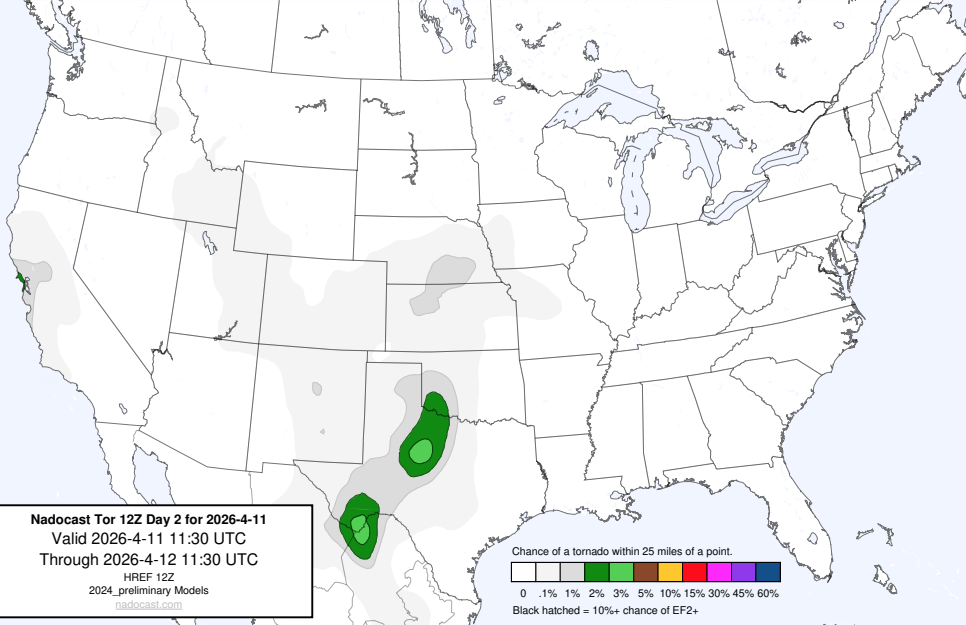 Nadocast Tor 12Z Day 2 for 2026-4-11
Valid 2026-4-11 11:30 UTC
Through 2026-4-12 11:30 UTC
HREF 12Z
2024_preliminary Models
nadocast.com
Chance of a tornado within 25 miles of a point.
0 .1% 1% 2% 3% 5% 10% 15% 30% 45% 60%
Black hatched = 10%+ chance of EF2+